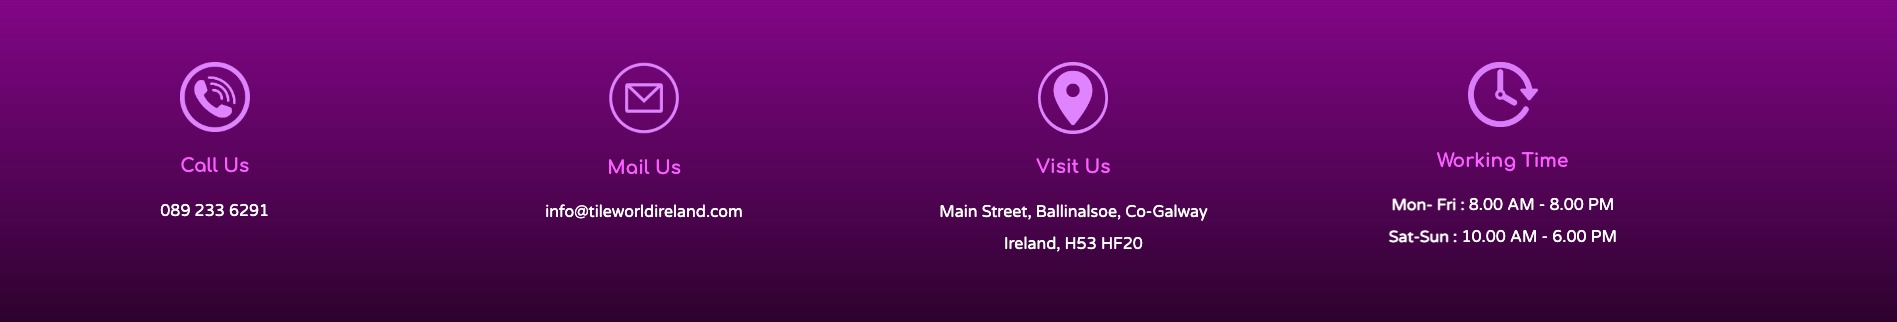 Call Us
089 233 6291
Mail Us
info@tileworldireland.com
Visit Us
Main Street, Ballinalsoe, Co-Galway
Ireland, H53 HF20
Working Time
Mon- Fri : 8.00 AM - 8.00 PM
Sat-Sun : 10.00 AM - 6.00 PM